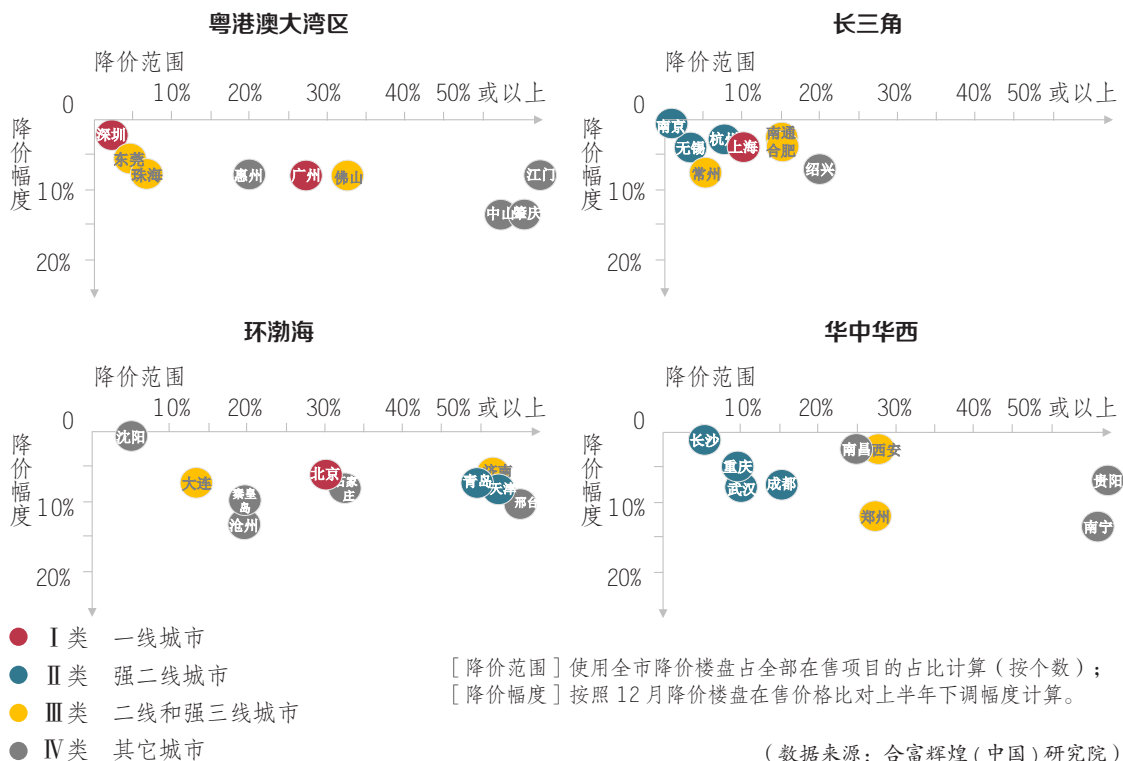 粤港澳大湾区
降价范围
0 10% 20% 30% 40% 50% 或以上
降价幅度
10%
20%
深圳
东莞
珠海
惠州
广州
佛山
江门
中山
肇庆
长三角
降价范围
0 10% 20% 30% 40% 50% 或以上
降价幅度
10%
20%
南京
无锡
杭州
上海
南通
合肥
常州
绍兴
环渤海
降价范围
0 10% 20% 30% 40% 50% 或以上
降价幅度
10%
20%
沈阳
大连
秦皇
岛
沧州
北京
石家
庄
青岛
济南
天津
邢台
华中华西
降价范围
0 10% 20% 30% 40% 50% 或以上
降价幅度
10%
20%
长沙
重庆
武汉
成都
南昌
西安
郑州
贵阳
南宁
Ⅰ类 一线城市
Ⅱ类 强二线城市
Ⅲ类 二线和强三线城市
Ⅳ类 其它城市
[降价范围]使用全市降价楼盘占全部在售项目的占比计算(按个数);
[降价幅度]按照12月降价楼盘在售价格比对上半年下调幅度计算。
(数据来源:合富辉煌(中国)研究院)